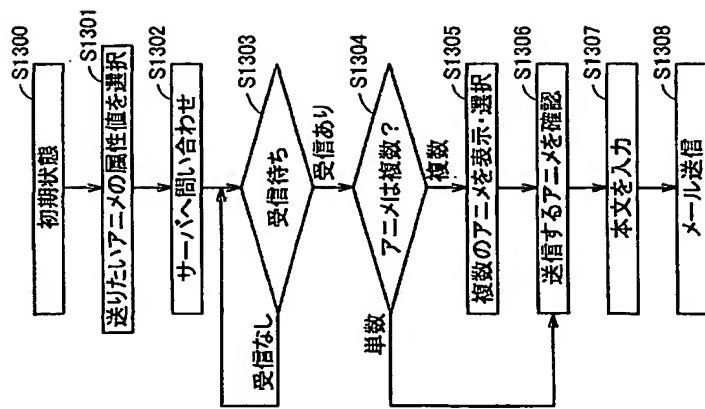 S1300
初期状態
S1301
送りたいアニメの属性値を選択
S1302
サーバへ問い合わせ
S1303
受信待ち
受信なし
受信あり
S1304
アニメは複数?
単数
複数
S1305
複数のアニメを表示・選択
S1306
送信するアニメを確認
S1307
本文を入力
S1308
メール送信